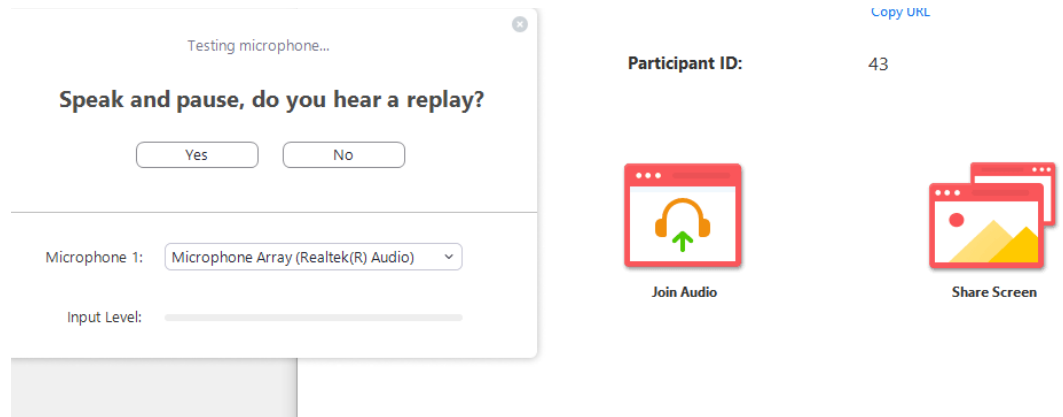 Testing microphone...
Speak and pause, do you hear a replay?
Yes
No
Microphone 1:
Microphone Array (Realtek(R) Audio)
Input Level:
Copy URL
Participant ID:
43
Join Audio
Share Screen